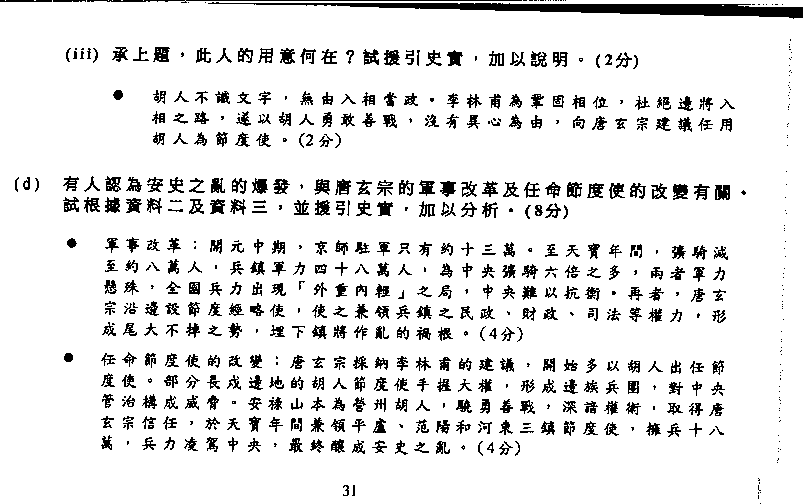 (iii) 承上題，此人的用意何在？試援引史實，加以說明。(2分)
● 胡人不識文字，無由入相當政。李林甫為鞏固相位，杜絕邊將入
相之路，遂以胡人勇敢善戰，沒有異心為由，向唐玄宗建議任用
胡人為節度使。(2分)
(d) 有人認為安史之亂的爆發，與唐玄宗的軍事改革及任命節度使的改變有關。
試根據資料二及資料三，並援引史實，加以分析。(8分)
● 軍事改革：開元中期，京師駐軍只有約十三萬。至天寶年間，彍騎減
至約八萬人，兵鎮軍力四十八萬人，為中央彍騎六倍之多，兩者軍力
懸殊，全國兵力出現「外重內輕」之局，中央難以抗衡。再者，唐玄
宗沿邊設節度經略使，使之兼領兵鎮之民政、財政、司法等權力，形
成尾大不掉之勢，埋下鎮將作亂的禍根。(4分)
● 任命節度使的改變：唐玄宗採納李林甫的建議，開始多以胡人出任節
度使。部分長戍邊地的胡人節度使手握大權，形成邊族兵團，對中央
管治構成威脅。安祿山本為營州胡人，驍勇善戰，深諳權術，取得唐
玄宗信任，於天寶年間兼領平盧、范陽和河東三鎮節度使，擁兵十八
萬，兵力凌駕中央，最終釀成安史之亂。(4分)
31